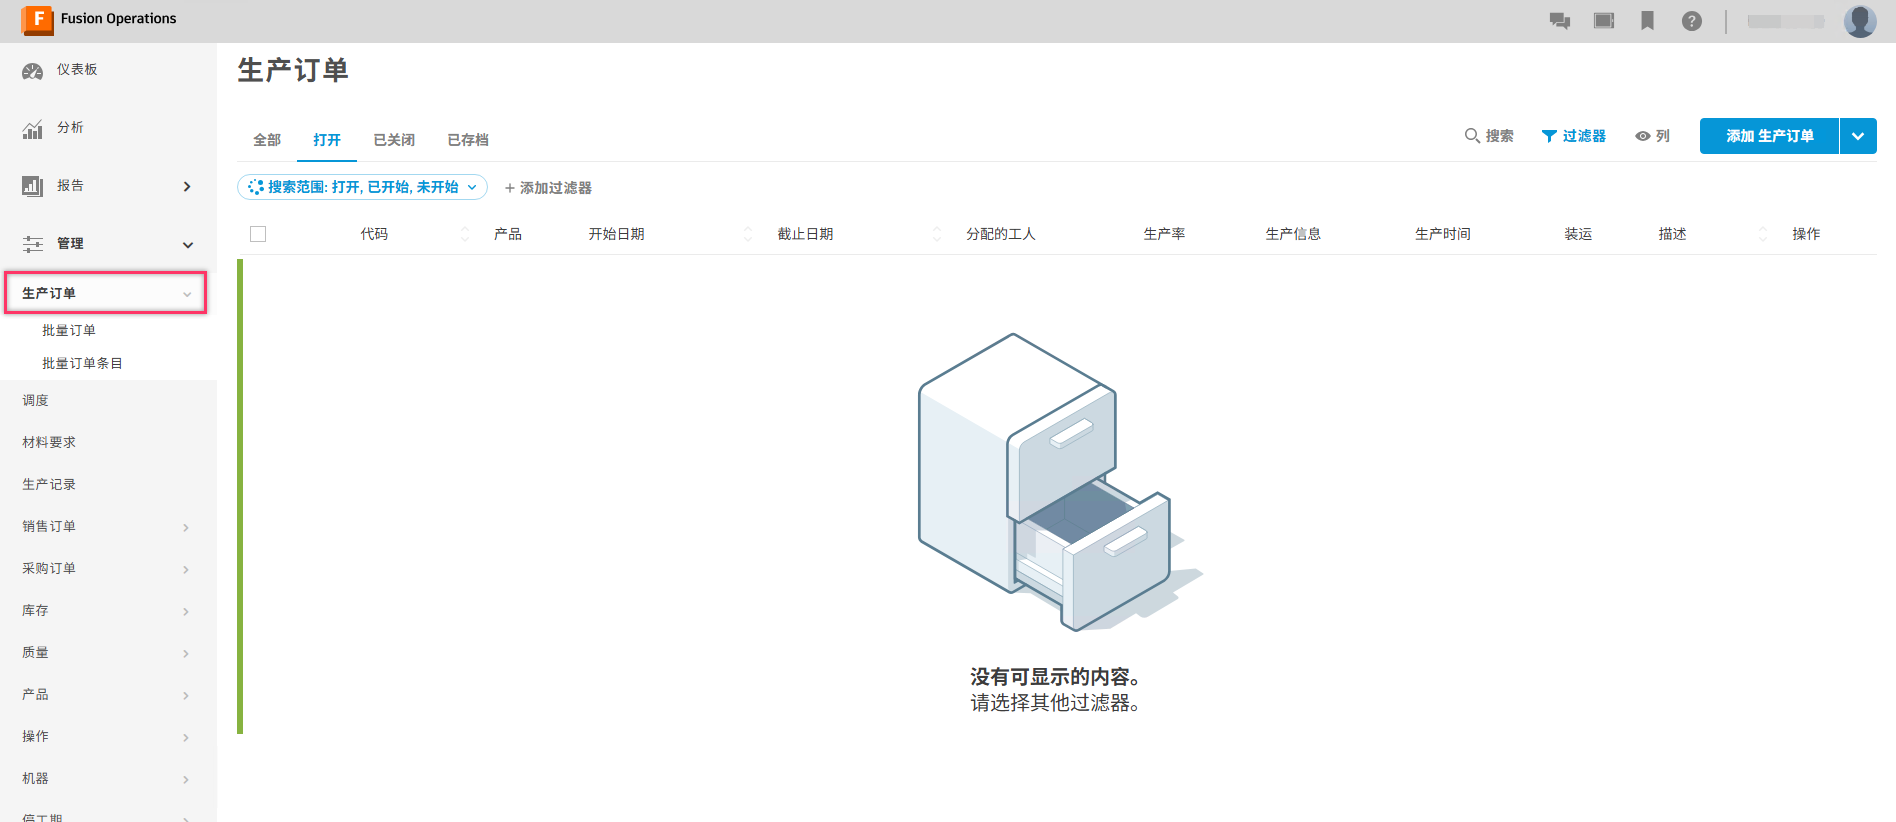 F Fusion Operations
?
仪表板
分析
报告
管理
生产订单
批量订单
批量订单条目
调度
材料要求
生产记录
销售订单
采购订单
库存
质量
产品
操作
机器
停工期
生产订单
全部 打开 已关闭 已存档
搜索 过滤器 列 添加 生产订单
搜索范围: 打开, 已开始, 未开始 + 添加过滤器
代码 产品 开始日期 截止日期 分配的工人 生产率 生产信息 生产时间 装运 描述 操作
没有可显示的内容。
请选择其他过滤器。